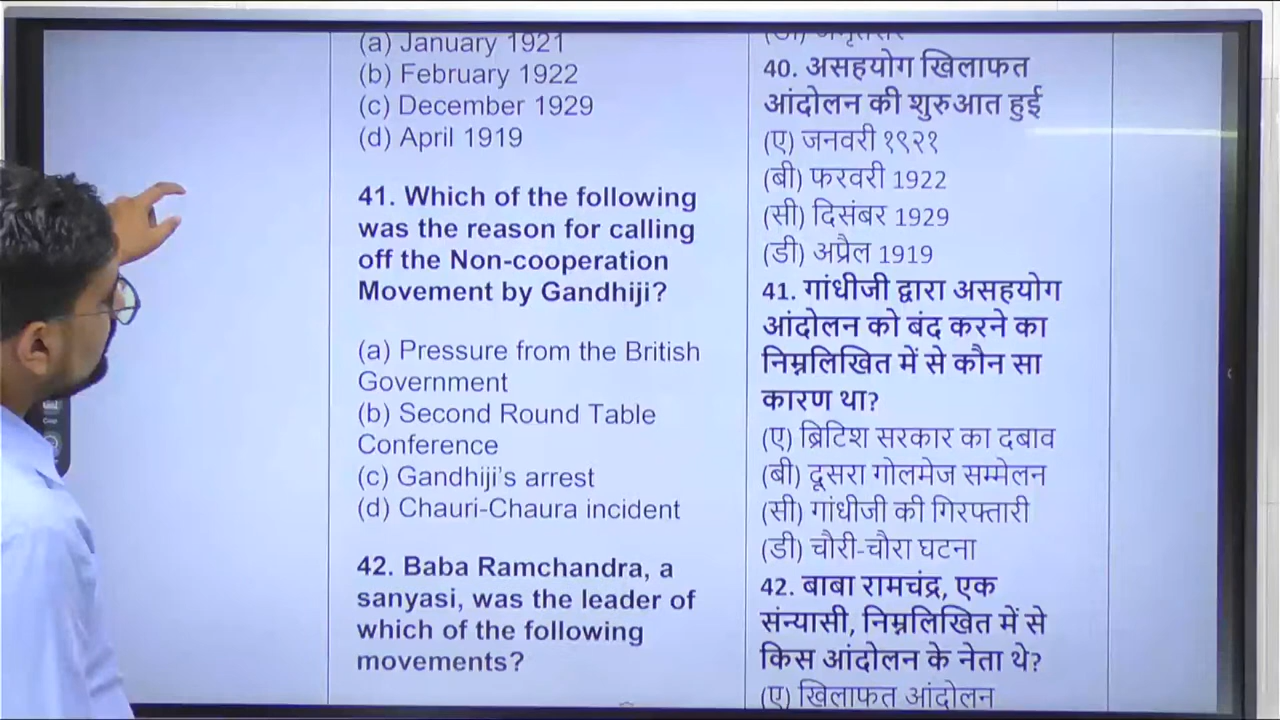 (a) January 1921
(b) February 1922
(c) December 1929
(d) April 1919
41. Which of the following
was the reason for calling
off the Non-cooperation
Movement by Gandhiji?
(a) Pressure from the British
Government
(b) Second Round Table
Conference
(c) Gandhiji's arrest
(d) Chauri-Chaura incident
42. Baba Ramchandra, a
sanyasi, was the leader of
which of the following
movements?
(डी) अमृतसर
40. असहयोग खिलाफत
आंदोलन की शुरुआत हुई
(ए) जनवरी १९२१
(बी) फरवरी 1922
(सी) दिसंबर 1929
(डी) अप्रैल 1919
41. गांधीजी द्वारा असहयोग
आंदोलन को बंद करने का
निम्नलिखित में से कौन सा
कारण था?
(ए) ब्रिटिश सरकार का दबाव
(बी) दूसरा गोलमेज सम्मेलन
(सी) गांधीजी की गिरफ्तारी
(डी) चौरी-चौरा घटना
42. बाबा रामचंद्र, एक
संन्यासी, निम्नलिखित में से
किस आंदोलन के नेता थे?
(ए) खिलाफत आंदोलन